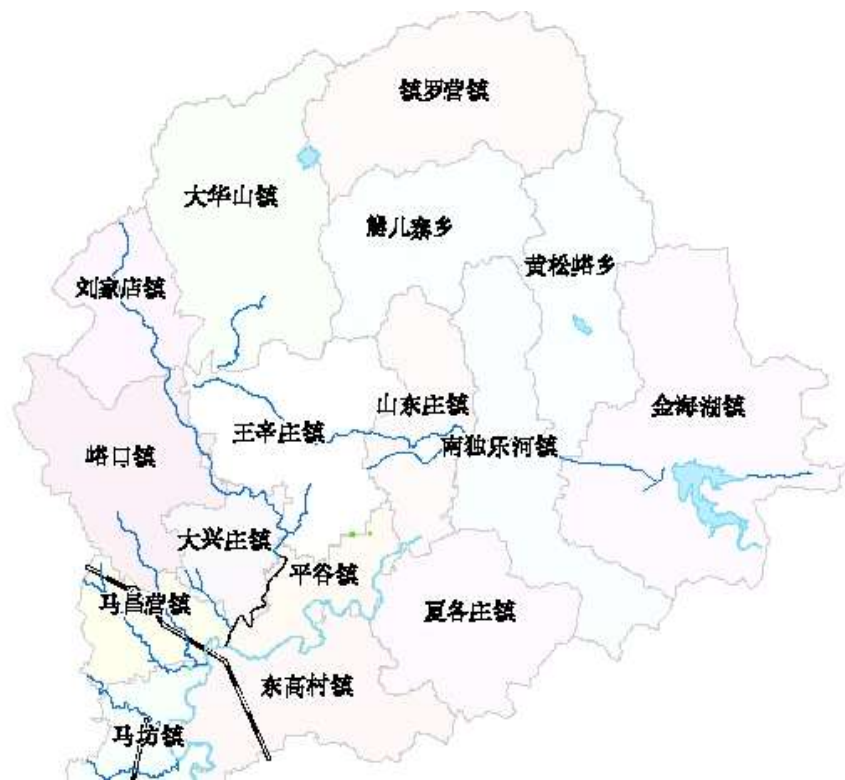 镇罗营镇
大华山镇
熊儿寨乡
黄松峪乡
刘家店镇
山东庄镇
金海湖镇
王辛庄镇
南独乐河镇
峪口镇
大兴庄镇
平谷镇
马昌营镇
夏各庄镇
东高村镇
马坊镇